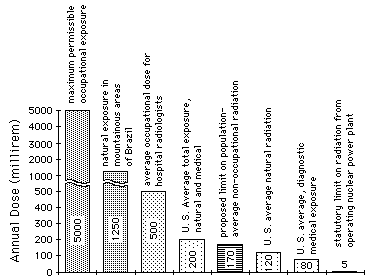 Annual Dose (millirem)
5000
4000
3000
2000
1000
500
400
300
200
100
0
maximum permissible
occupational exposure
5000
natural exposure in
mountainous areas
of Brazil
1250
average occupational dose for
hospital radiologists
500
U. S. Average total exposure,
natural and medical
200
proposed limit on population-
average non-occupational radiation
170
U. S. average natural radiation
120
U. S. average, diagnostic
medical exposure
80
statutory limit on radiation from
operating nuclear power plant
5